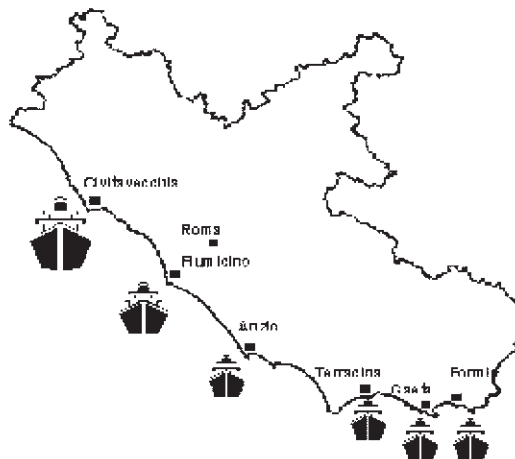 Civitavecchia
Roma
Fiumicino
Anzio
Terracina
Gaeta
Formia